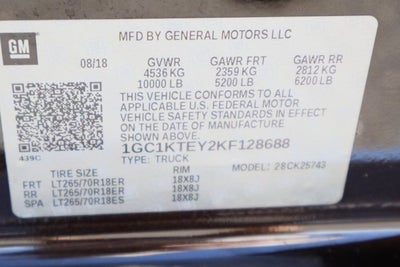 GM
MFD BY GENERAL MOTORS LLC
08/18 GVWR GAWR FRT GAWR RR
4536 KG 2359 KG 2812 KG
10000 LB 5200 LB 6200 LB
THIS VEHICLE CONFORMS TO ALL
APPLICABLE U.S. FEDERAL MOTOR
VEHICLE SAFETY STANDARDS IN EFFECT
ON THE DATE OF MANUFACTURE
SHOWN ABOVE.
439C 1GC1KTEY2KF128688
TYPE: TRUCK MODEL: 28CK25743
TIRE SIZE RIM
FRT LT265/70R18ER 18X8J
RR LT265/70R18ER 18X8J
SPA LT265/70R18ES 18X8J